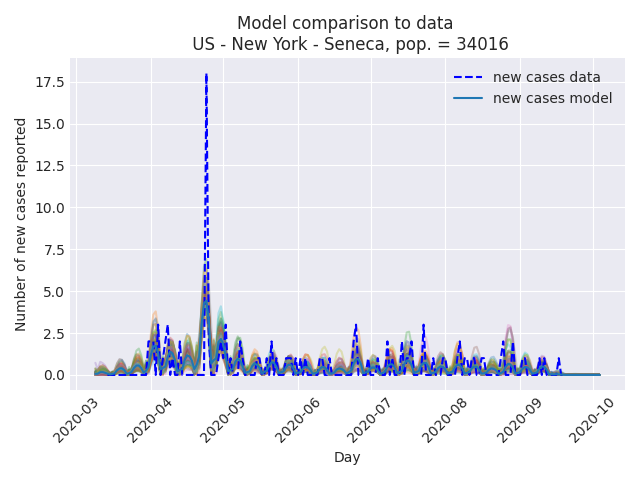 Model comparison to data
US - New York - Seneca, pop. = 34016
new cases data
new cases model
Number of new cases reported
17.5
15.0
12.5
10.0
7.5
5.0
2.5
0.0
2020-03
2020-04
2020-05
2020-06
2020-07
2020-08
2020-09
2020-10
Day